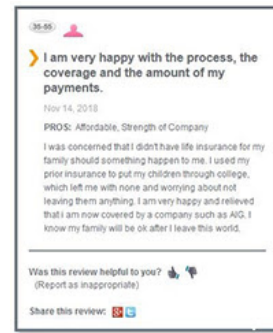 36-55
I am very happy with the process, the
coverage and the amount of my
payments.
Nov 14, 2018
PROS: Affordable, Strength of Company
I was concerned that I didn't have life insurance for my
family should something happen to me. I used my
prior insurance to put my children through college,
which left me with none and worrying about not
leaving them anything. I am very happy and relieved
that i am now covered by a company such as AIG. I
know my family will be ok after I leave this world.
Was this review helpful to you?
(Report as inappropriate)
Share this review: